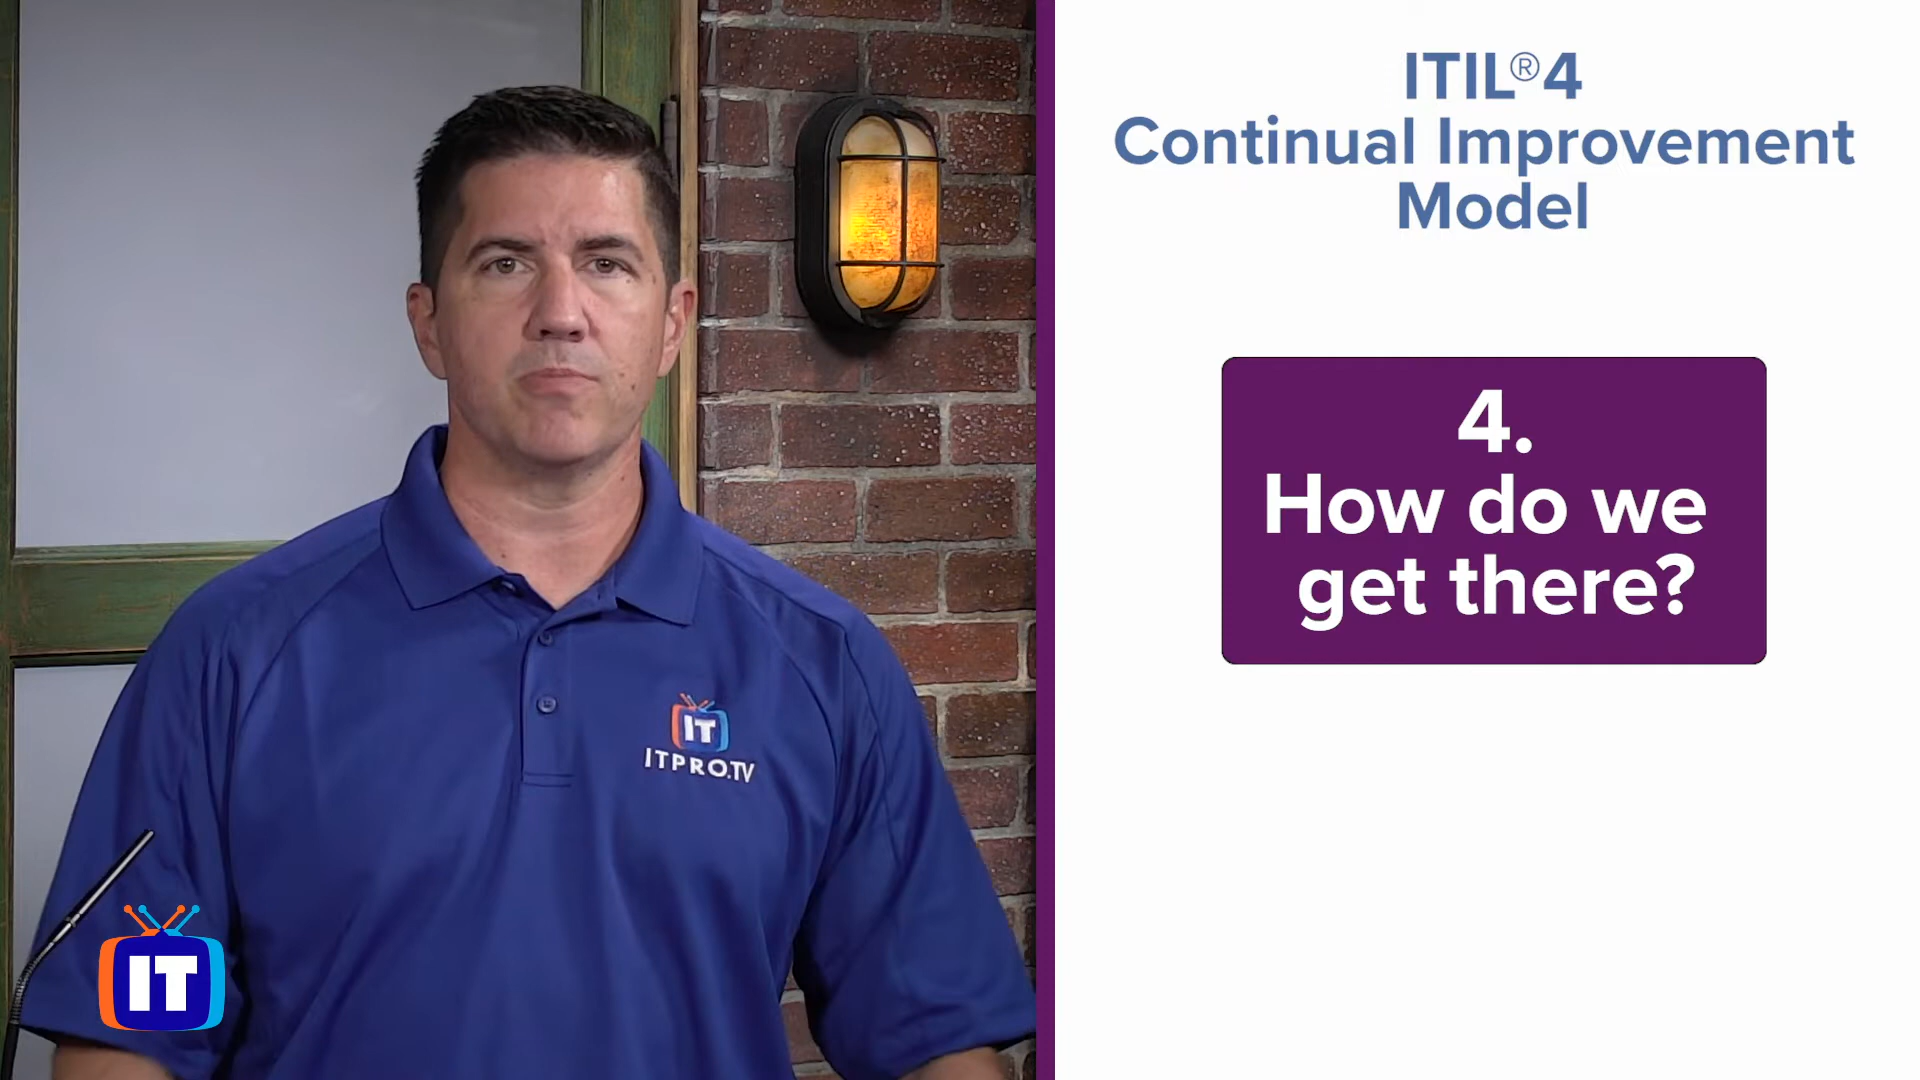 ITIL®4
Continual Improvement
Model
4.
How do we
get there?
IT
ITPRO.TV
IT